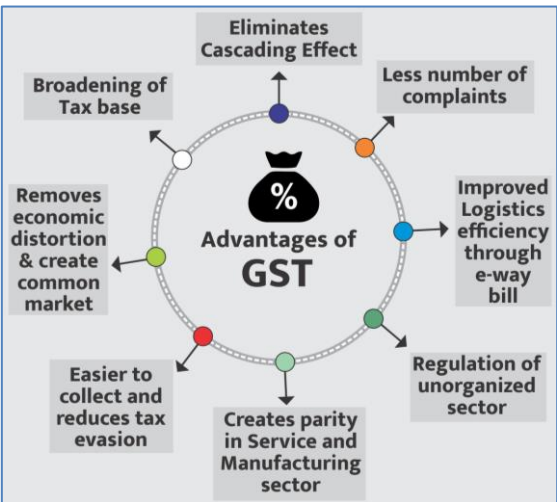 Eliminates
Cascading Effect
Less number of
complaints
Improved
Logistics
efficiency
through
e-way
bill
Regulation of
unorganized
sector
Creates parity
in Service and
Manufacturing
sector
Easier to
collect and
reduces tax
evasion
Removes
economic
distortion
& create
common
market
Broadening of
Tax base
%
Advantages of
GST